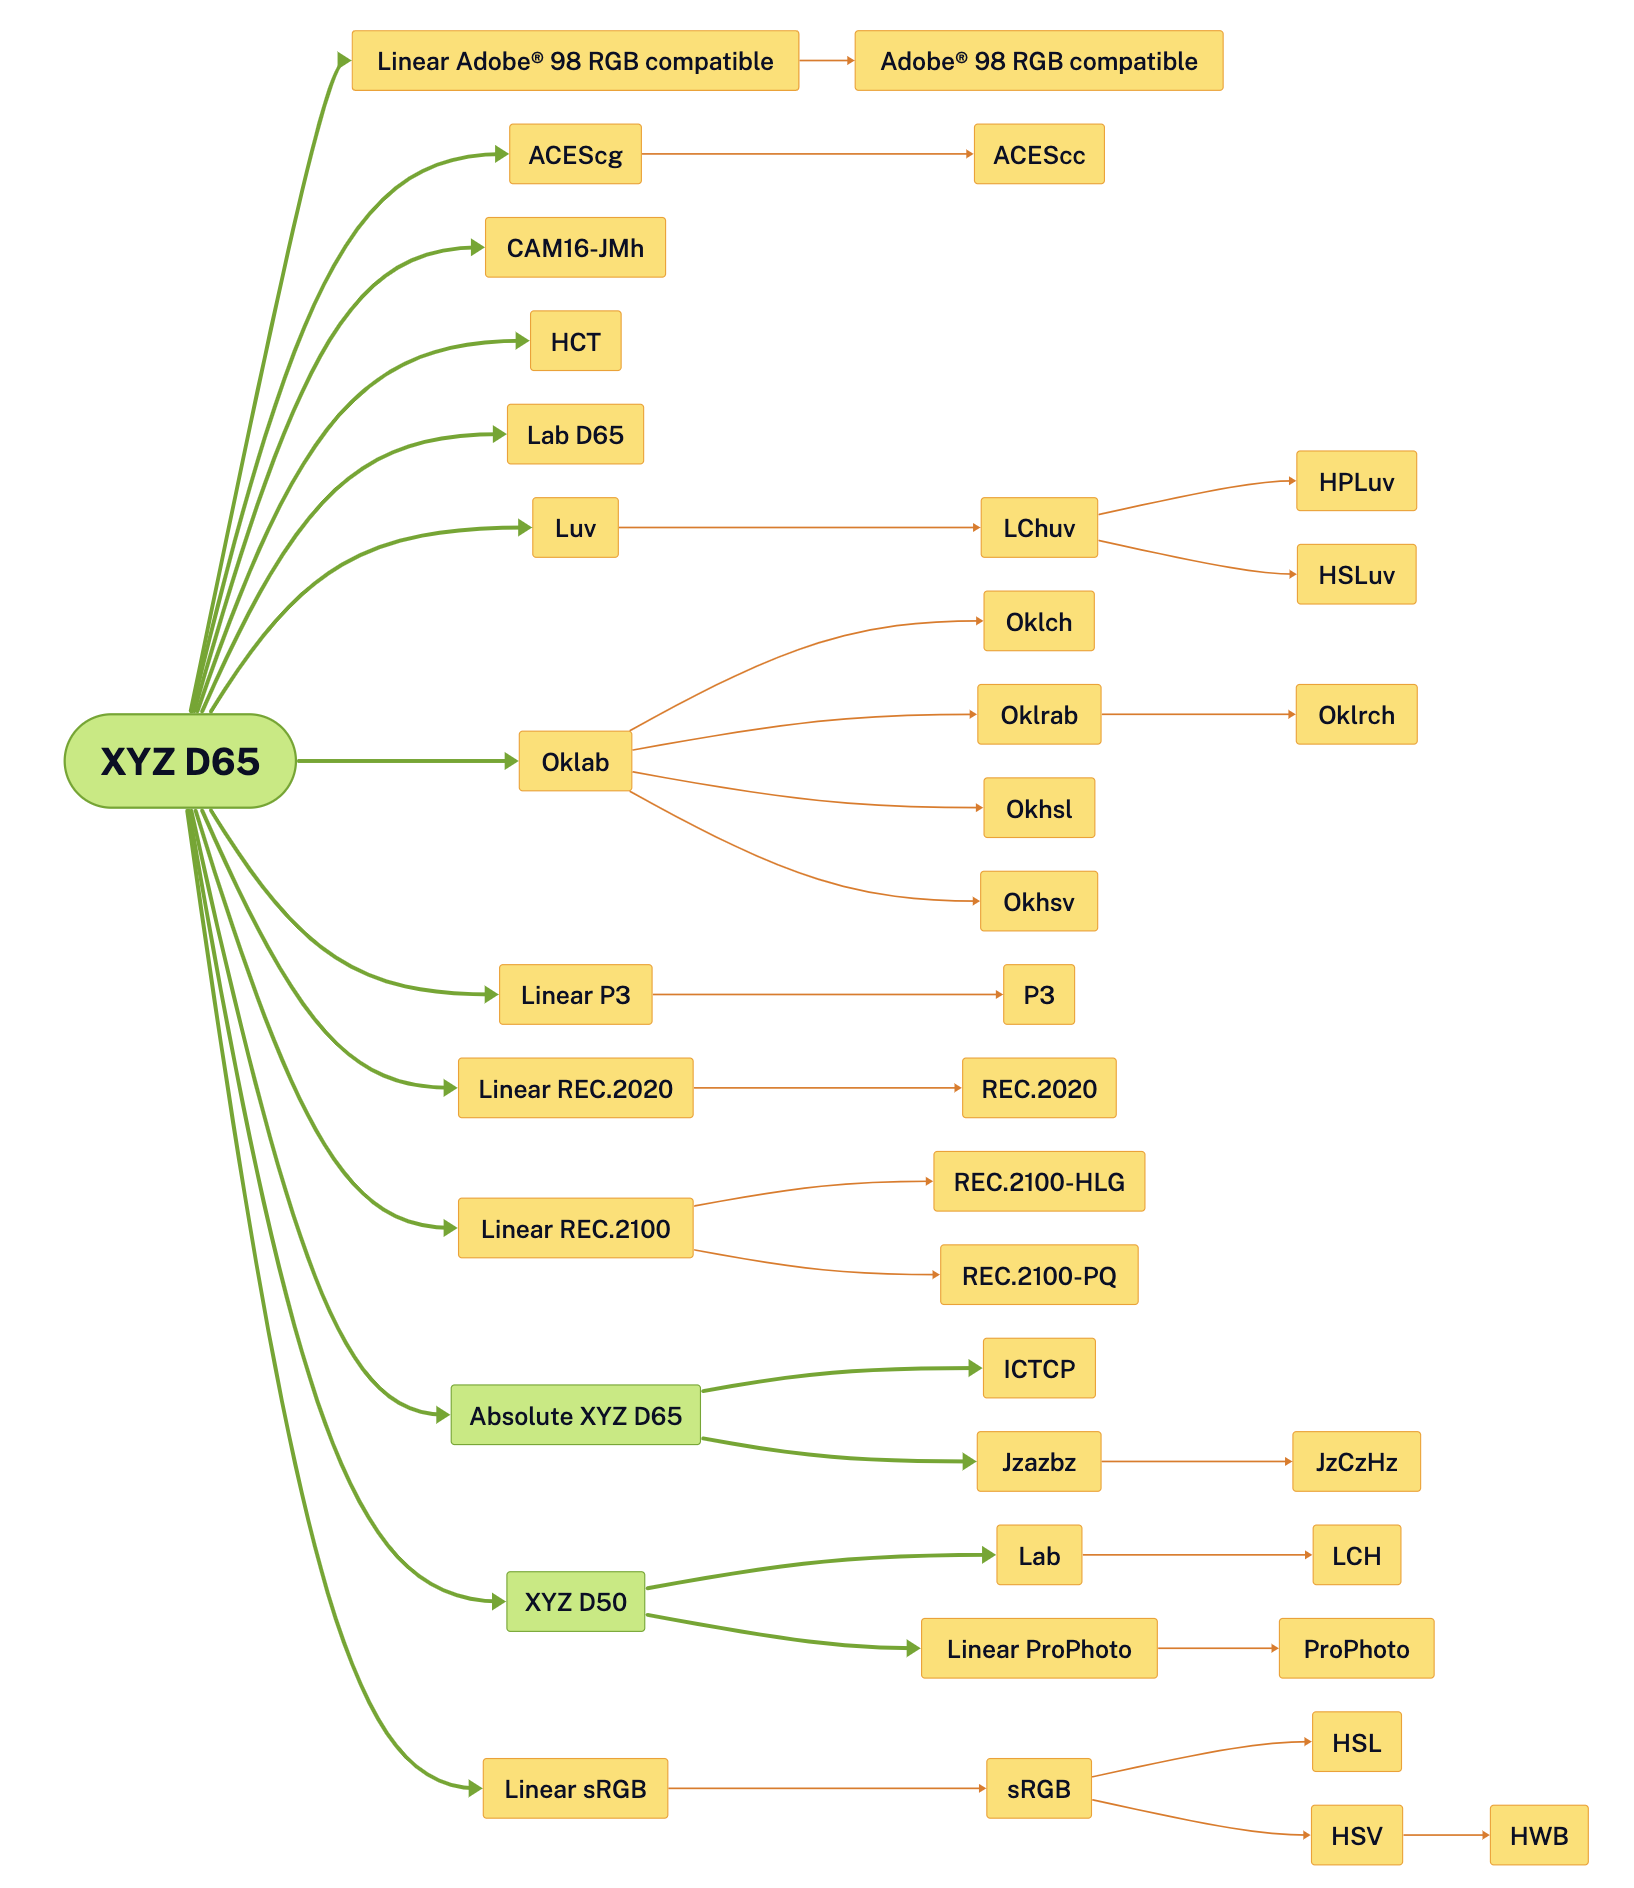 Linear Adobe® 98 RGB compatible
Adobe® 98 RGB compatible
ACEScg
ACEScc
CAM16-JMh
HCT
Lab D65
Luv
LChuv
HPLuv
HSLuv
XYZ D65
Oklab
Oklch
Oklrab
Oklrch
Okhsl
Okhsv
Linear P3
P3
Linear REC.2020
REC.2020
Linear REC.2100
REC.2100-HLG
REC.2100-PQ
Absolute XYZ D65
ICTCP
Jzazbz
JzCzHz
XYZ D50
Lab
LCH
Linear ProPhoto
ProPhoto
Linear sRGB
sRGB
HSL
HSV
HWB